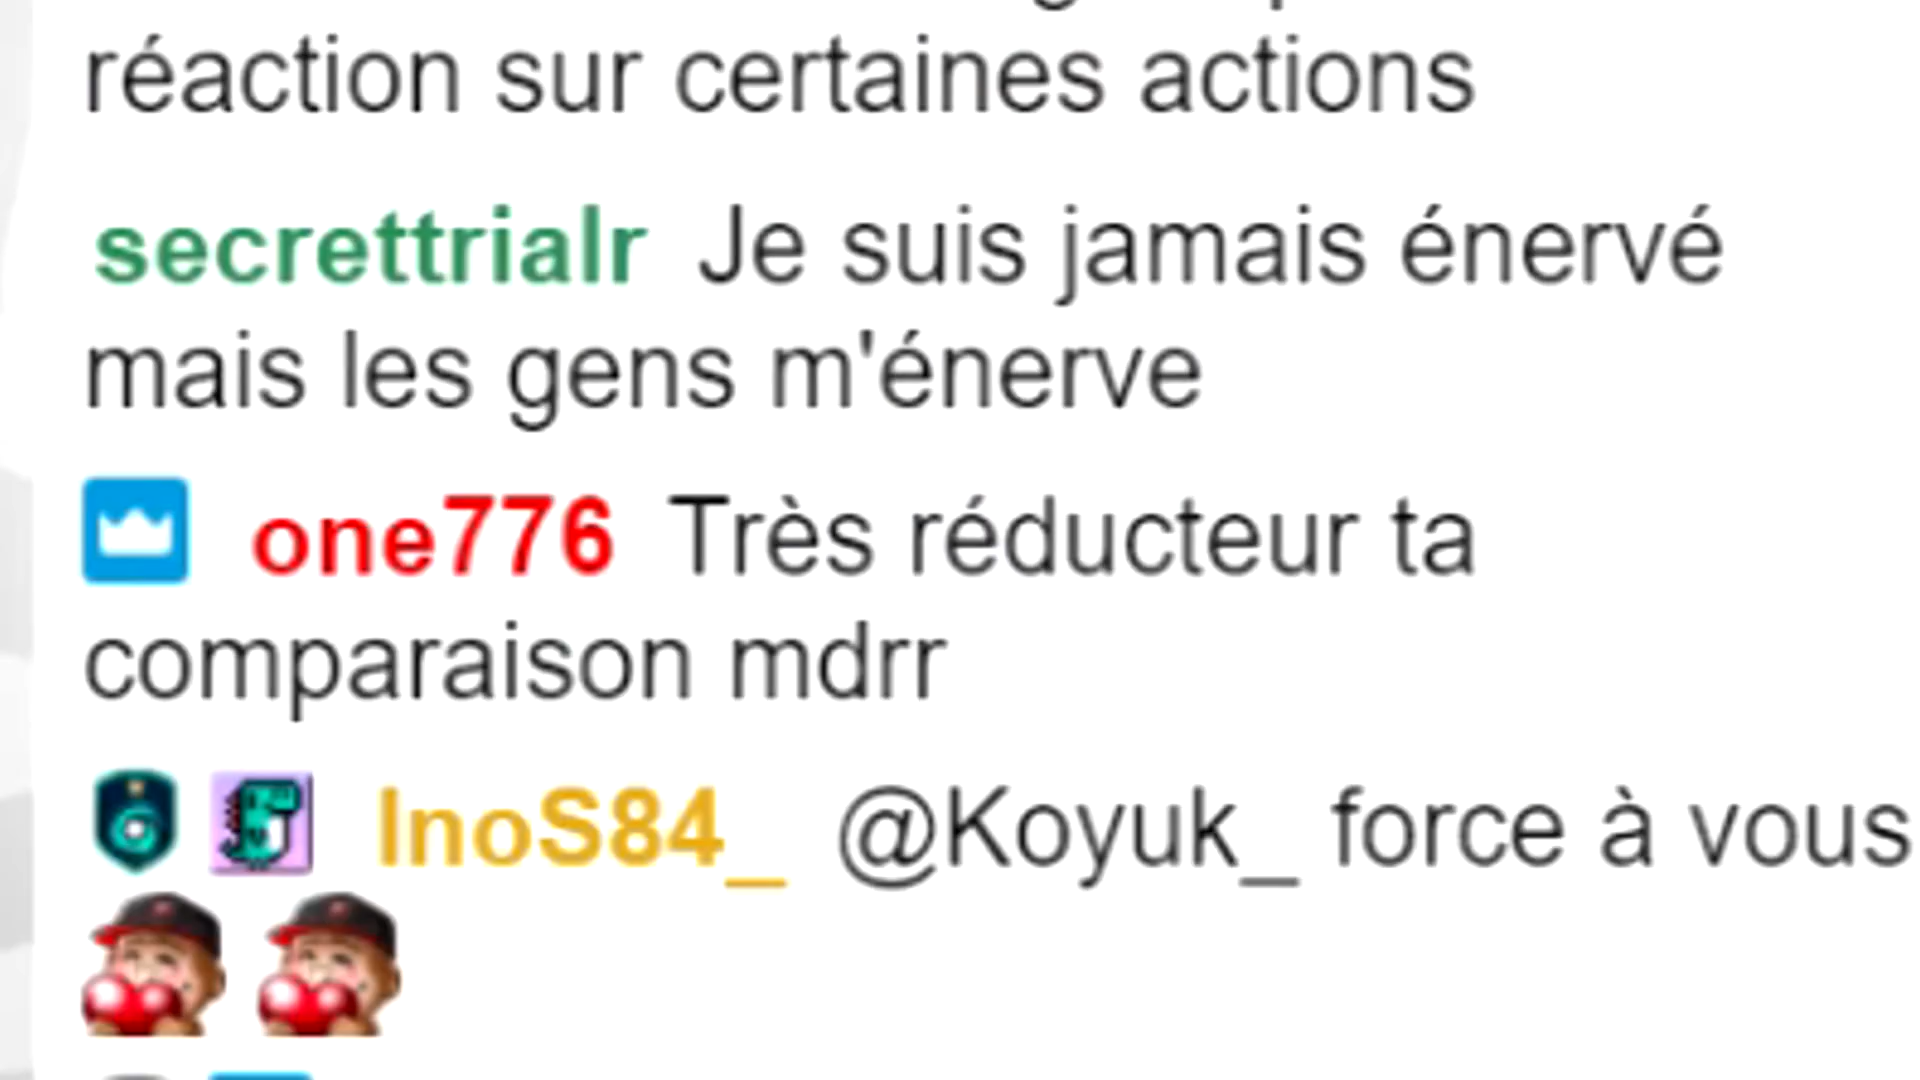 réaction sur certaines actions
secrettrialr Je suis jamais énervé
mais les gens m'énerve
one776 Très réducteur ta
comparaison mdrr
InoS84_ @Koyuk_ force à vous